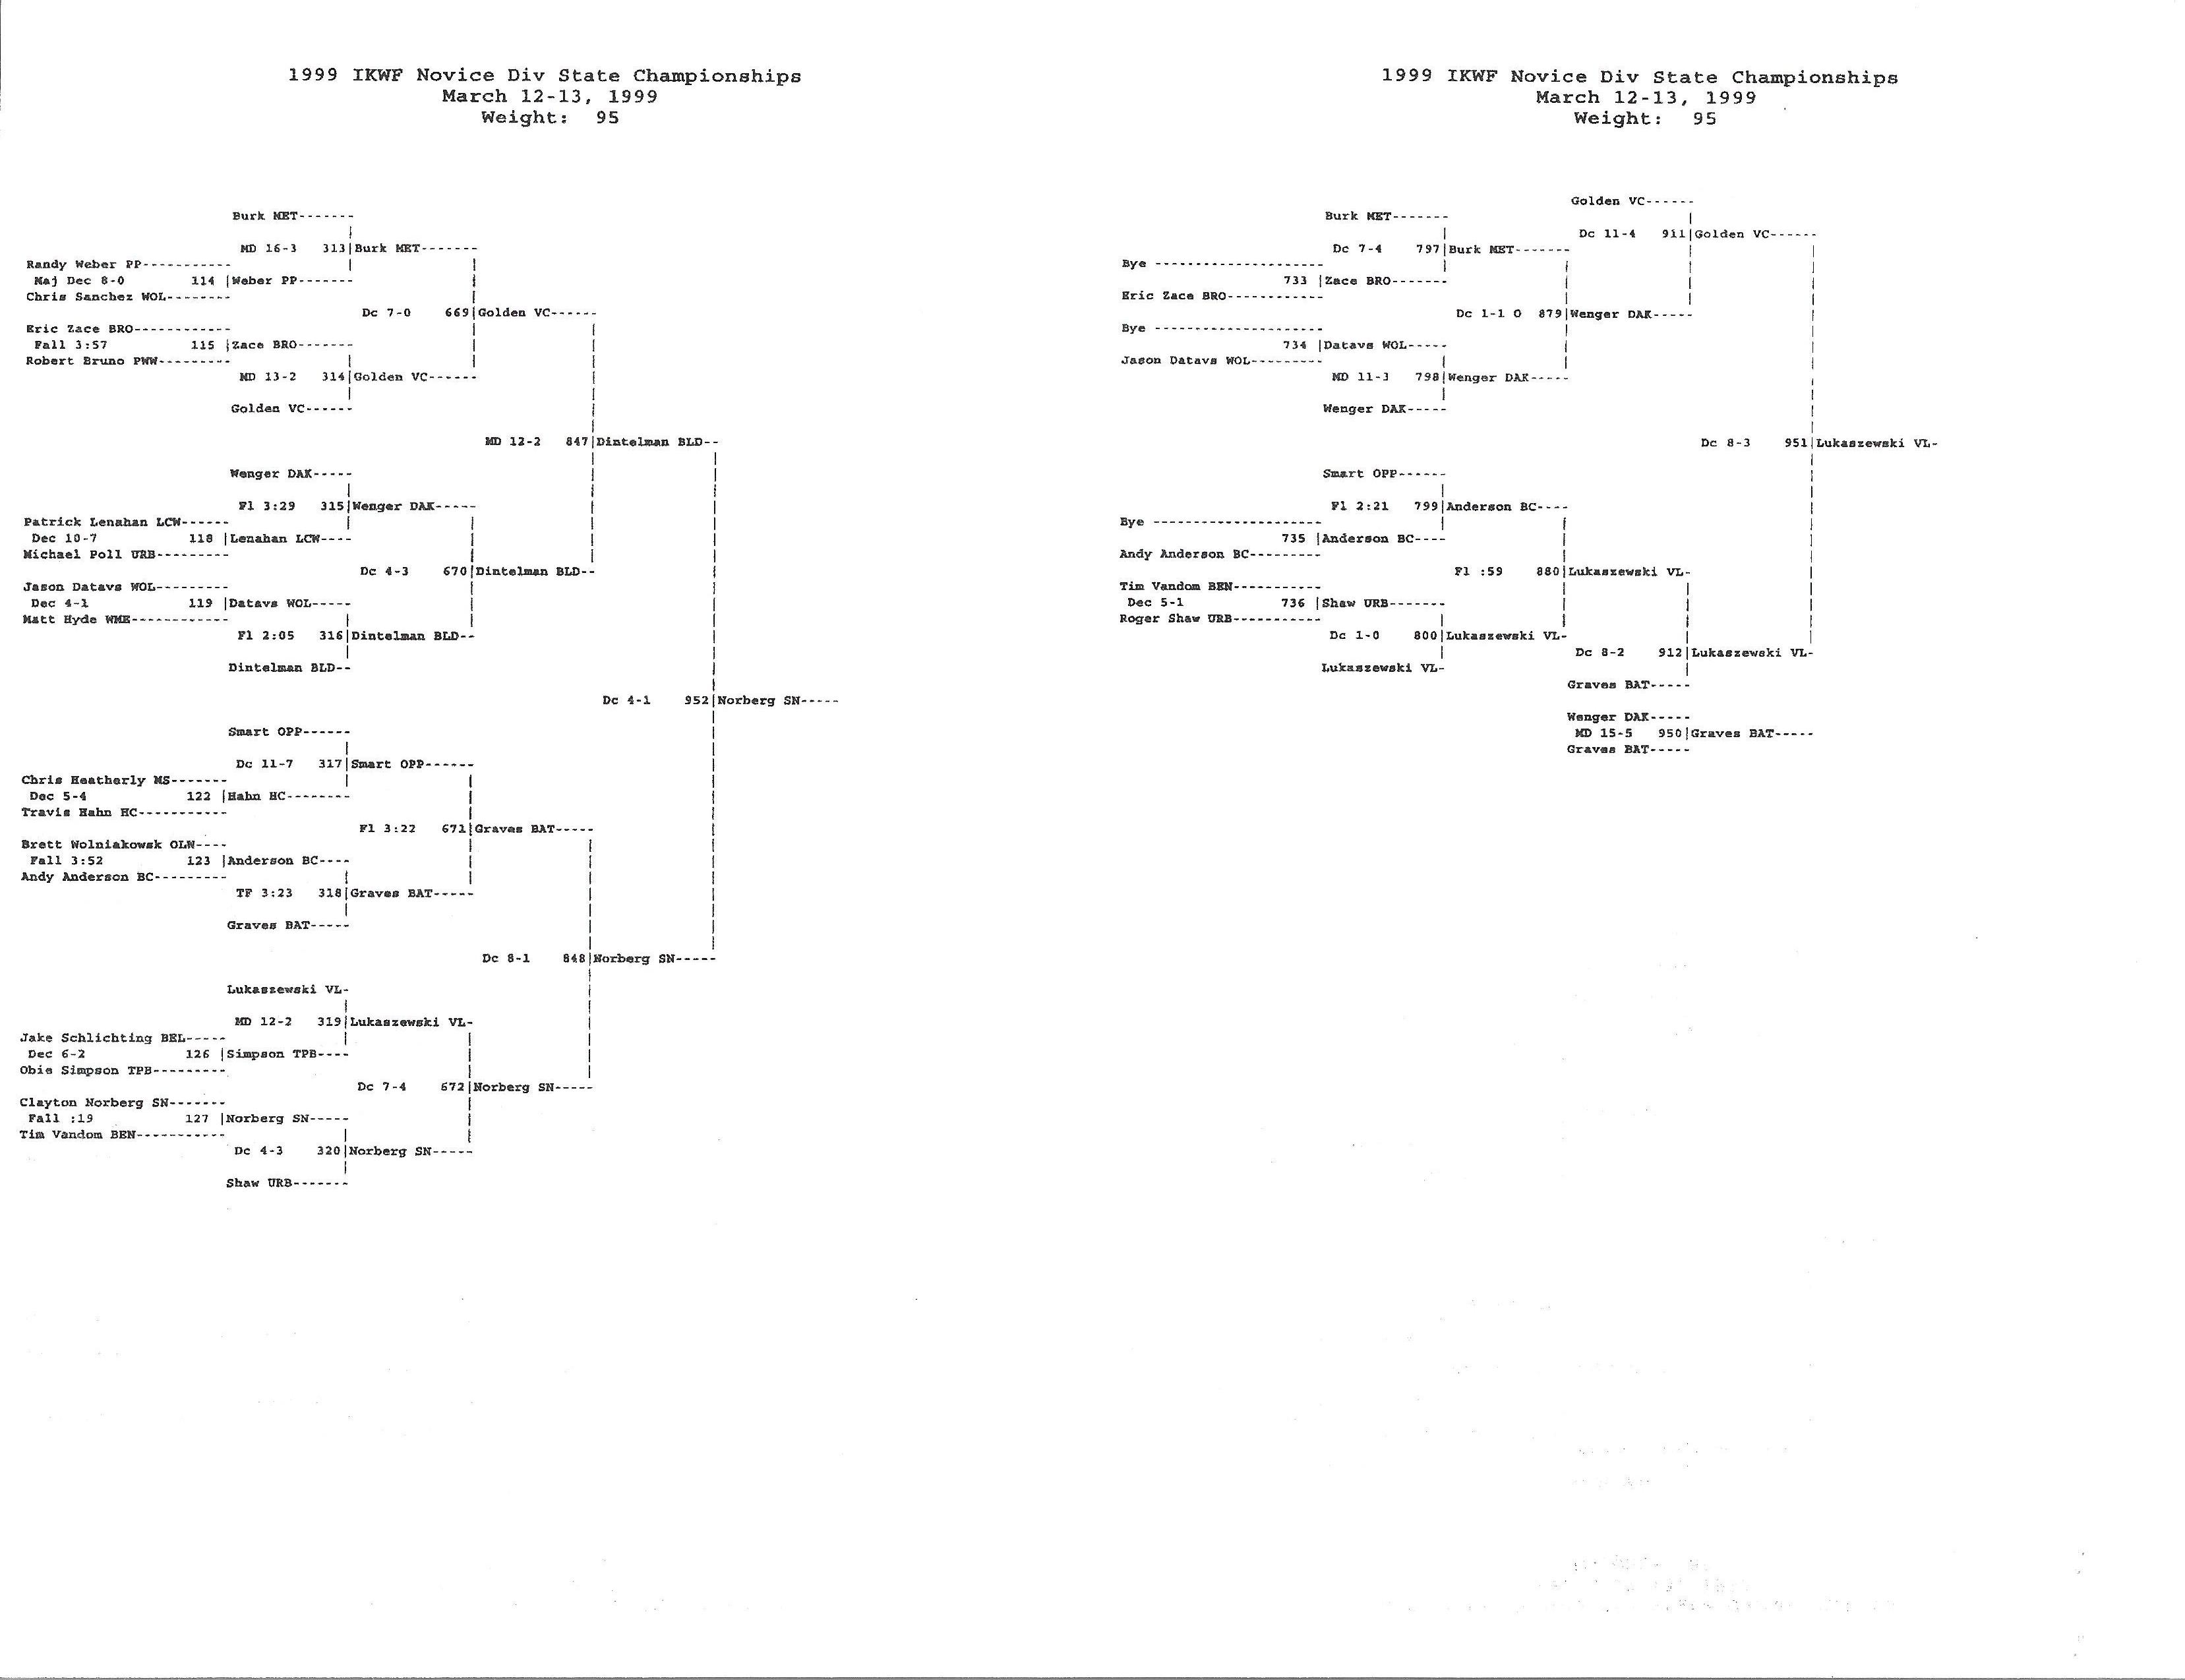 1999 IKWF Novice Div State Championships
March 12-13, 1999
Weight: 95
Burk MET-------
MD 16-3 313|Burk MET-------
Randy Weber PP-----------
Maj Dec 8-0 114 |Weber PP-------
Chris Sanchez WOL--------
Dc 7-0 669|Golden VC------
Eric Zace BRO------------
Fall 3:57 115 |Zace BRO-------
Robert Bruno PWW---------
MD 13-2 314|Golden VC------
Golden VC------
MD 12-2 847|Dintelman BLD--
Wenger DAK-----
Fl 3:29 315|Wenger DAK-----
Patrick Lenahan LCW------
Dec 10-7 118 |Lenahan LCW----
Michael Poll URB---------
Dc 4-3 670|Dintelman BLD--
Jason Datavs WOL---------
Dec 4-1 119 |Datavs WOL-----
Matt Hyde WME------------
Fl 2:05 316|Dintelman BLD--
Dintelman BLD--
Dc 4-1 952|Norberg SN-----
Smart OPP------
Dc 11-7 317|Smart OPP------
Chris Heatherly MS-------
Dec 5-4 122 |Hahn HC--------
Travis Hahn HC-----------
Fl 3:22 671|Graves BAT-----
Brett Wolniakowsk OLW----
Fall 3:52 123 |Anderson BC----
Andy Anderson BC---------
TF 3:23 318|Graves BAT-----
Graves BAT-----
Dc 8-1 848|Norberg SN-----
Lukaszewski VL-
MD 12-2 319|Lukaszewski VL-
Jake Schlichting BEL-----
Dec 6-2 126 |Simpson TPB----
Obie Simpson TPB---------
Dc 7-4 672|Norberg SN-----
Clayton Norberg SN-------
Fall :19 127 |Norberg SN-----
Tim Vandom BEN-----------
Dc 4-3 320|Norberg SN-----
Shaw URB-------
1999 IKWF Novice Div State Championships
March 12-13, 1999
Weight: 95
Golden VC------
Burk MET-------
Dc 11-4 911|Golden VC------
Dc 7-4 797|Burk MET-------
Bye ---------------------
733 |Zace BRO-------
Eric Zace BRO------------
Dc 1-1 O 879|Wenger DAK-----
Bye ---------------------
734 |Datavs WOL-----
Jason Datavs WOL---------
MD 11-3 798|Wenger DAK-----
Wenger DAK-----
Dc 8-3 951|Lukaszewski VL-
Smart OPP------
Fl 2:21 799|Anderson BC----
Bye ---------------------
735 |Anderson BC----
Andy Anderson BC---------
Fl :59 880|Lukaszewski VL-
Tim Vandom BEN-----------
Dec 5-1 736 |Shaw URB-------
Roger Shaw URB-----------
Dc 1-0 800|Lukaszewski VL-
Dc 8-2 912|Lukaszewski VL-
Lukaszewski VL-
Graves BAT-----
Wenger DAK-----
MD 15-5 950|Graves BAT-----
Graves BAT-----